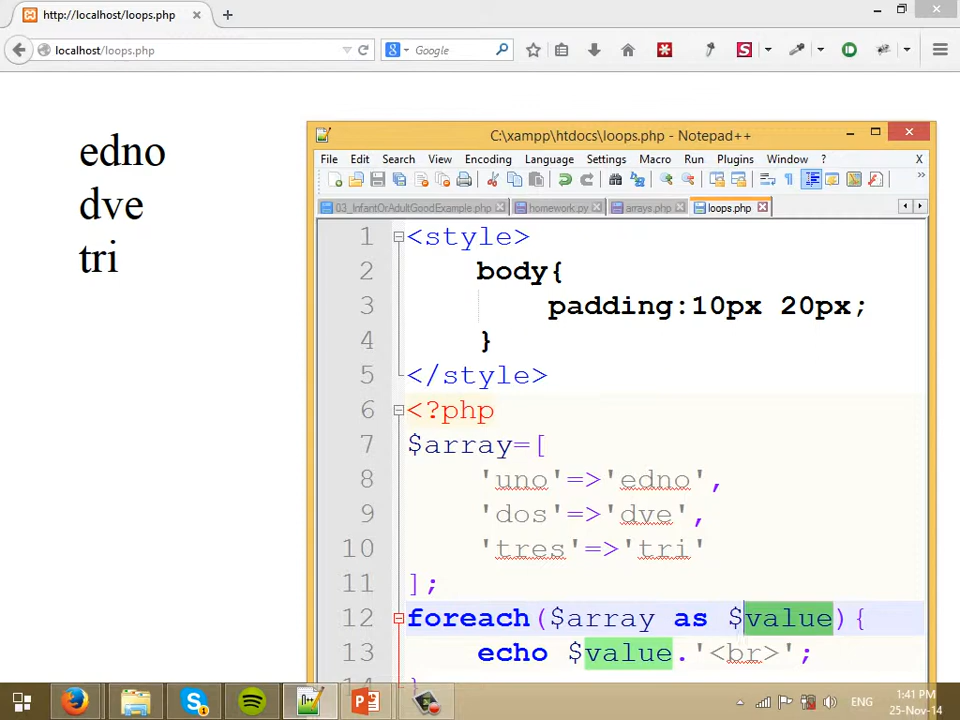 http://localhost/loops.php
localhost/loops.php
Google
edno
dve
tri
C:\xampp\htdocs\loops.php - Notepad++
File Edit Search View Encoding Language Settings Macro Run Plugins Window ? X
03_InfantOrAdultGoodExample.php homework.py arrays.php loops.php
1 <style>
2 body{
3 padding:10px 20px;
4 }
5 </style>
6 <?php
7 $array=[
8 'uno'=>'edno',
9 'dos'=>'dve',
10 'tres'=>'tri'
11 ];
12 foreach($array as $value){
13 echo $value.'<br>';
14 }
ENG
1:41 PM
25-Nov-14